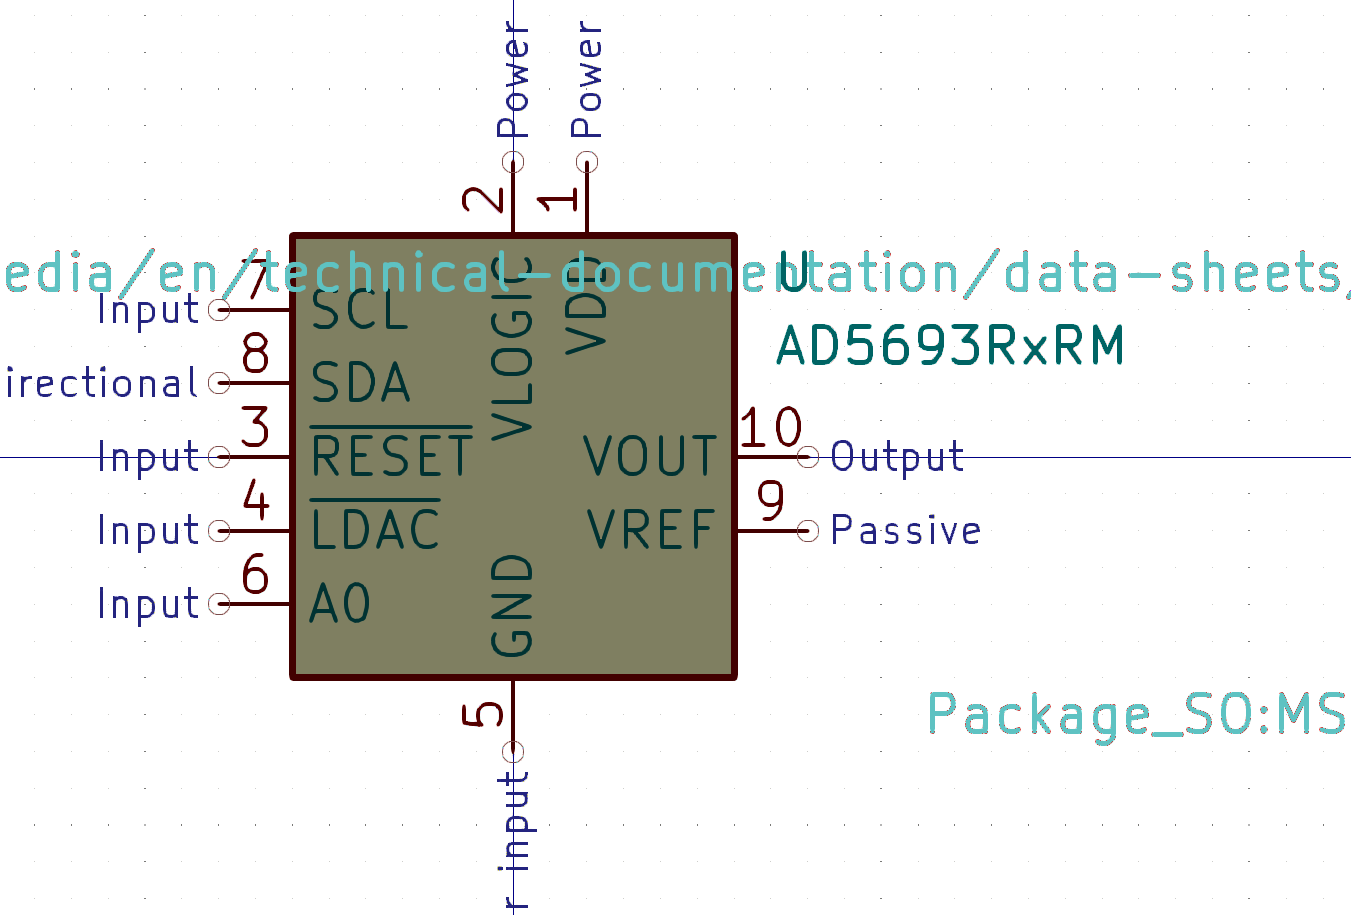 Power
Power
2
1
edia/en/technical-documentation/data-sheets/
U
7
Input
SCL
VLOGIC
VDD
AD5693RxRM
8
irectional
SDA
3
Input
RESET
VOUT
10
Output
4
Input
LDAC
VREF
9
Passive
6
Input
A0
GND
5
Package_SO:MS
r input